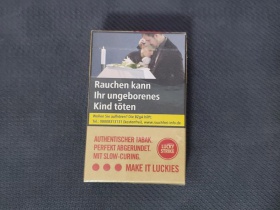 Rauchen kann
Ihr ungeborenes
Kind töten
AUTHENTISCHER TABAK.
PERFEKT ABGERUNDET.
MIT SLOW-CURING.
LUCKY
STRIKE
MAKE IT LUCKIES